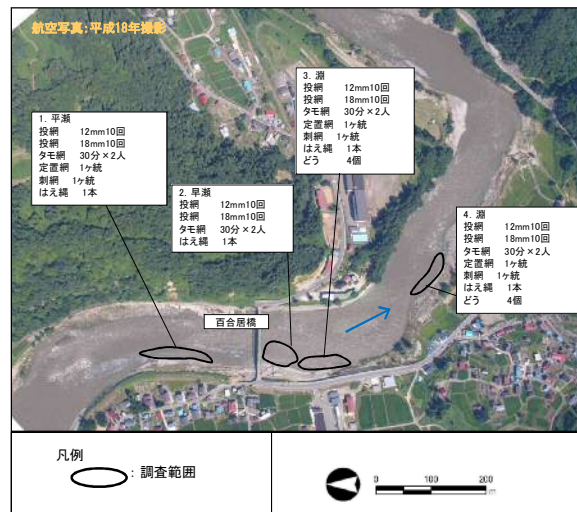 航空写真:平成18年撮影
1. 平瀬
投網 12mm10回
投網 18mm10回
タモ網 30分×2人
定置網 1ヶ統
刺網 1ヶ統
はえ縄 1本
2. 早瀬
投網 12mm10回
投網 18mm10回
タモ網 30分×2人
はえ縄 1本
3. 淵
投網 12mm10回
投網 18mm10回
タモ網 30分×2人
定置網 1ヶ統
刺網 1ヶ統
はえ縄 1本
どう 4個
4. 淵
投網 12mm10回
投網 18mm10回
タモ網 30分×2人
定置網 1ヶ統
刺網 1ヶ統
はえ縄 1本
どう 4個
百合居橋
凡例
: 調査範囲
0 100 200
m